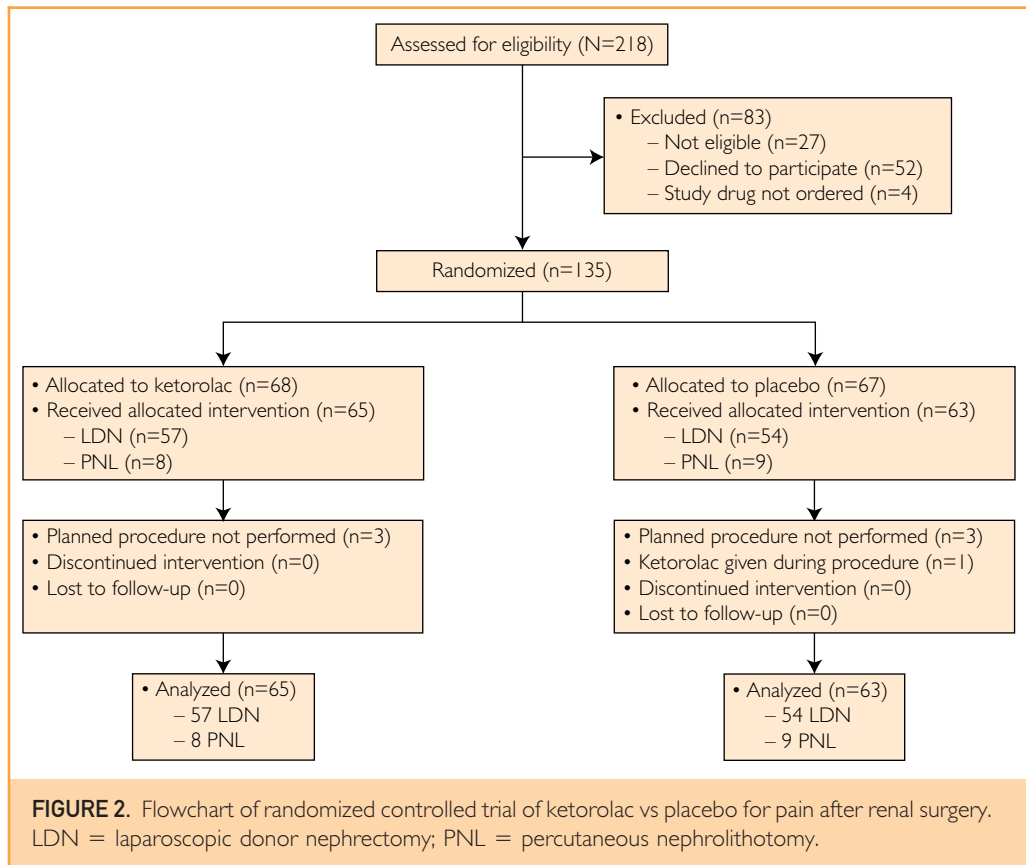 Assessed for eligibility (N=218)
• Excluded (n=83)
– Not eligible (n=27)
– Declined to participate (n=52)
– Study drug not ordered (n=4)
Randomized (n=135)
• Allocated to ketorolac (n=68)
• Received allocated intervention (n=65)
– LDN (n=57)
– PNL (n=8)
• Allocated to placebo (n=67)
• Received allocated intervention (n=63)
– LDN (n=54)
– PNL (n=9)
• Planned procedure not performed (n=3)
• Discontinued intervention (n=0)
• Lost to follow-up (n=0)
• Planned procedure not performed (n=3)
• Ketorolac given during procedure (n=1)
• Discontinued intervention (n=0)
• Lost to follow-up (n=0)
• Analyzed (n=65)
– 57 LDN
– 8 PNL
• Analyzed (n=63)
– 54 LDN
– 9 PNL
FIGURE 2. Flowchart of randomized controlled trial of ketorolac vs placebo for pain after renal surgery.
LDN = laparoscopic donor nephrectomy; PNL = percutaneous nephrolithotomy.